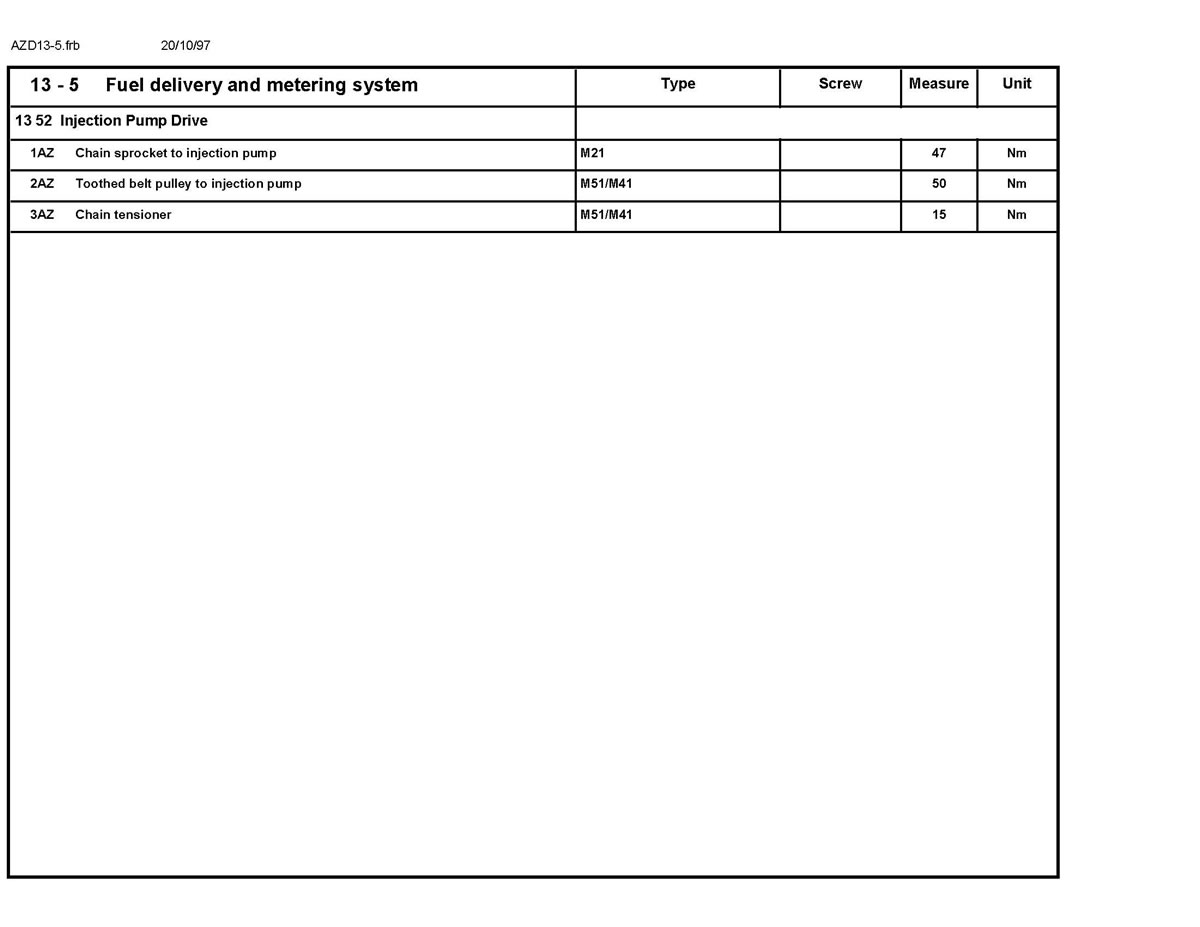 AZD13-5.frb 20/10/97
13 - 5 Fuel delivery and metering system Type Screw Measure Unit
13 52 Injection Pump Drive
1AZ Chain sprocket to injection pump M21 47 Nm
2AZ Toothed belt pulley to injection pump M51/M41 50 Nm
3AZ Chain tensioner M51/M41 15 Nm